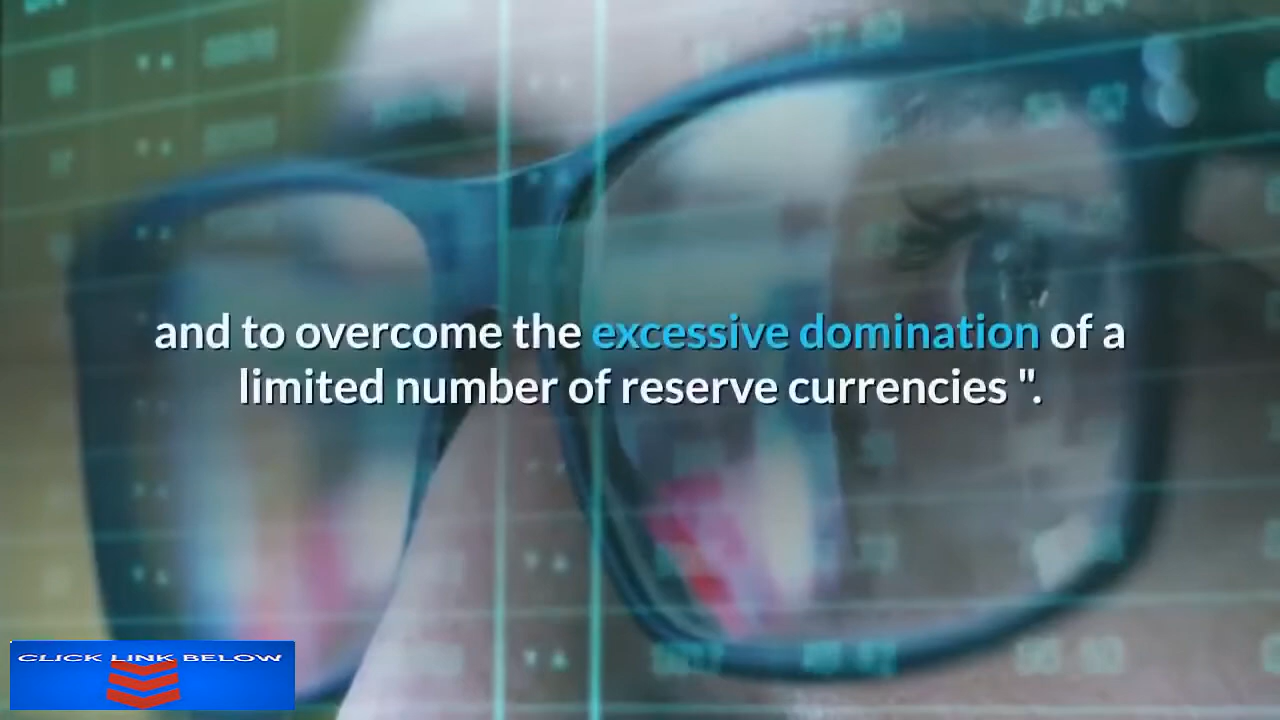 and to overcome the excessive domination of a
limited number of reserve currencies ".
CLICK LINK BELOW